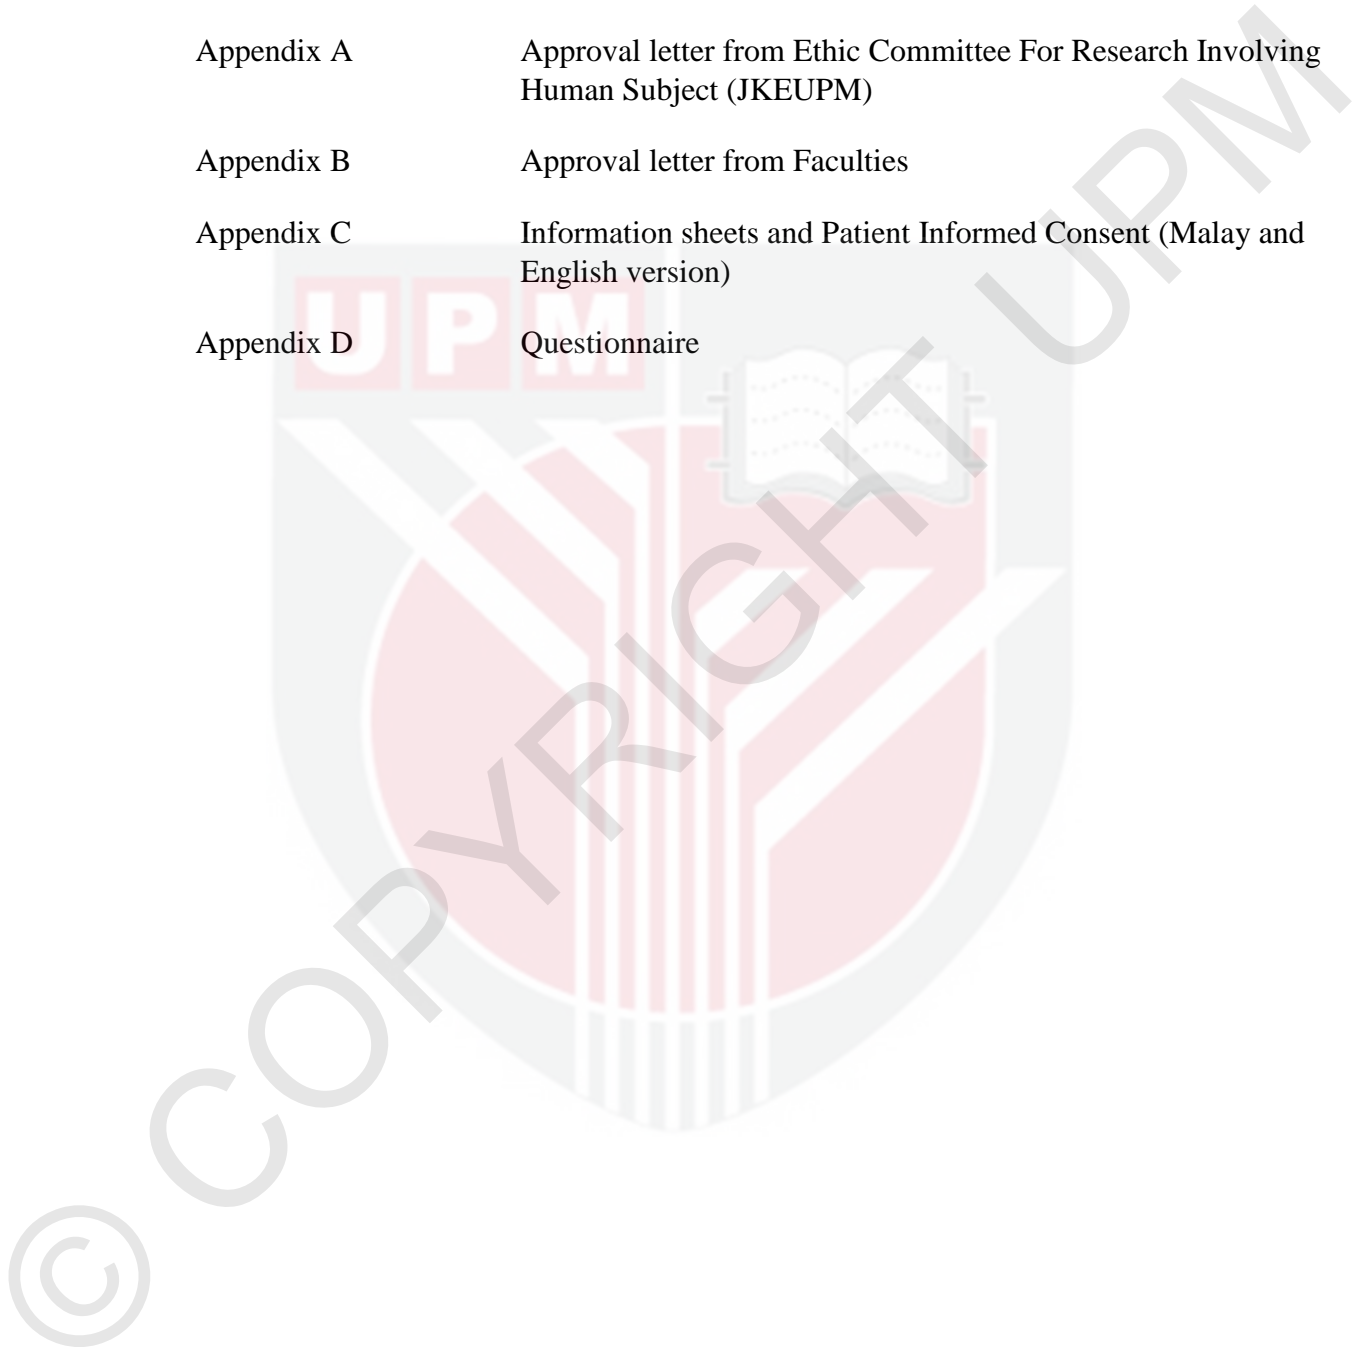 Appendix A Approval letter from Ethic Committee For Research Involving
Human Subject (JKEUPM)
Appendix B Approval letter from Faculties
Appendix C Information sheets and Patient Informed Consent (Malay and
English version)
Appendix D Questionnaire
UPM
© COPYRIGHT UPM